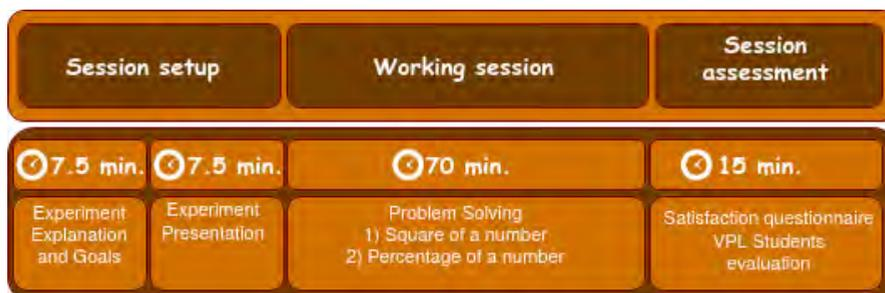 Session setup
Working session
Session
assessment
7.5 min.
7.5 min.
70 min.
15 min.
Experiment
Explanation
and Goals
Experiment
Presentation
Problem Solving
1) Square of a number
2) Percentage of a number
Satisfaction questionnaire
VPL Students
evaluation